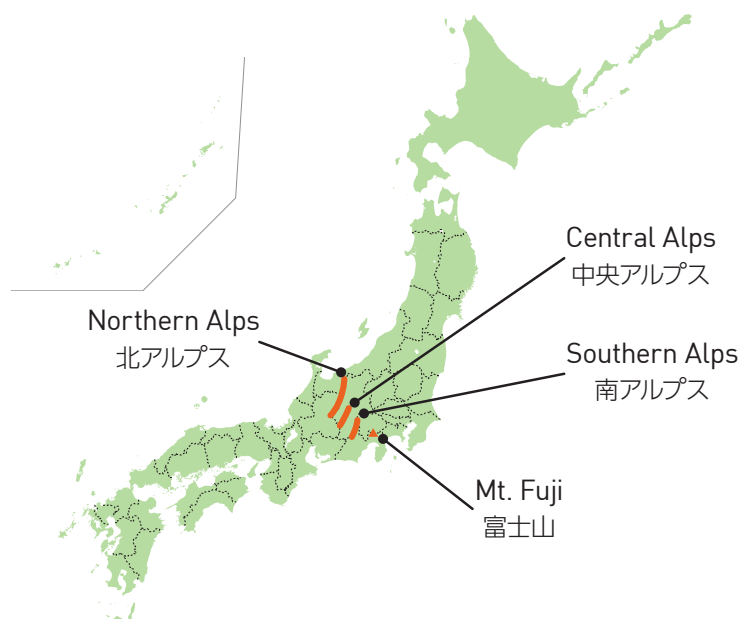 Central Alps
中央アルプス
Northern Alps
北アルプス
Southern Alps
南アルプス
Mt. Fuji
富士山